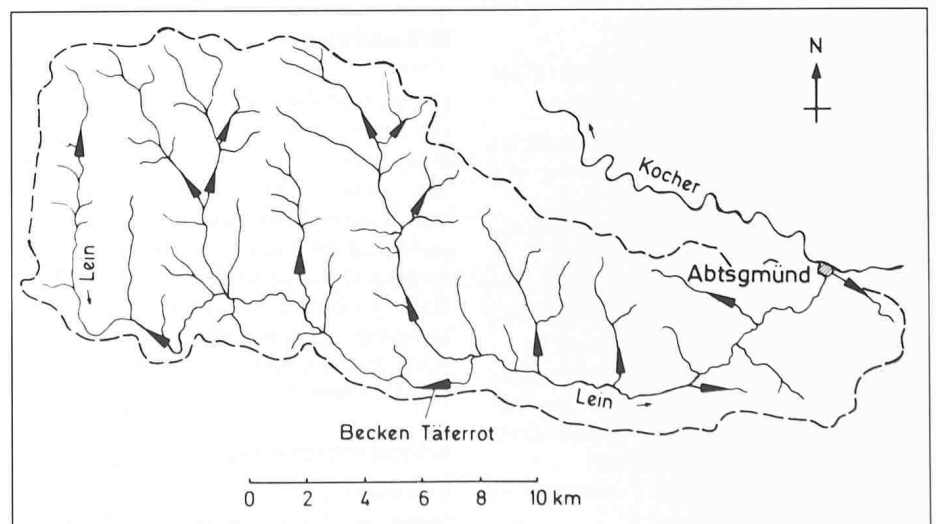 N
Kocher
Lein
Abtsgmünd
Lein
Becken Täferrot
0 2 4 6 8 10 km